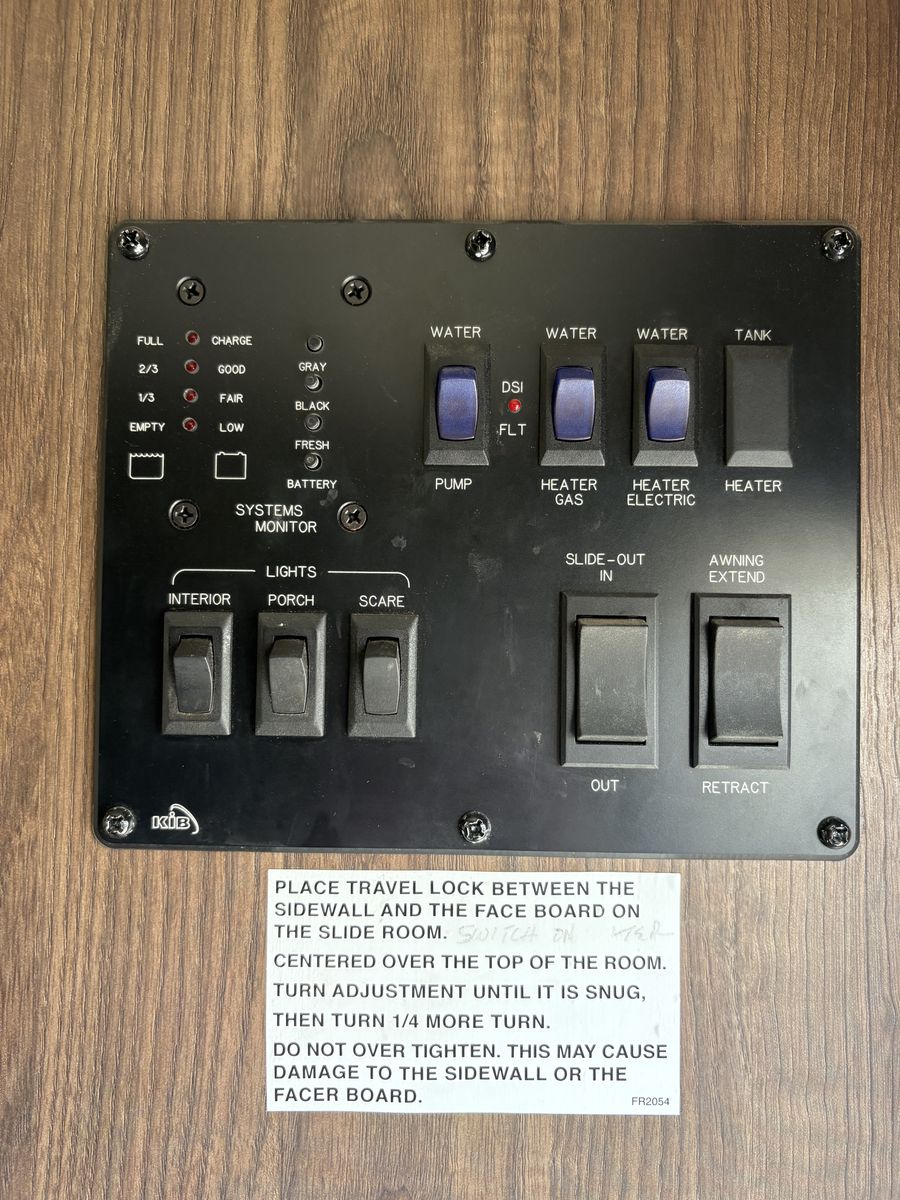 FULL CHARGE
2/3 GOOD
1/3 FAIR
EMPTY LOW
GRAY
BLACK
FRESH
BATTERY
SYSTEMS
MONITOR
WATER
PUMP
DSI
FLT
WATER
HEATER
GAS
WATER
HEATER
ELECTRIC
TANK
HEATER
LIGHTS
INTERIOR PORCH SCARE
SLIDE-OUT
IN
OUT
AWNING
EXTEND
RETRACT
KiB
PLACE TRAVEL LOCK BETWEEN THE
SIDEWALL AND THE FACE BOARD ON
THE SLIDE ROOM. SWITCH ON
CENTERED OVER THE TOP OF THE ROOM.
TURN ADJUSTMENT UNTIL IT IS SNUG,
THEN TURN 1/4 MORE TURN.
DO NOT OVER TIGHTEN. THIS MAY CAUSE
DAMAGE TO THE SIDEWALL OR THE
FACER BOARD.
FR2054